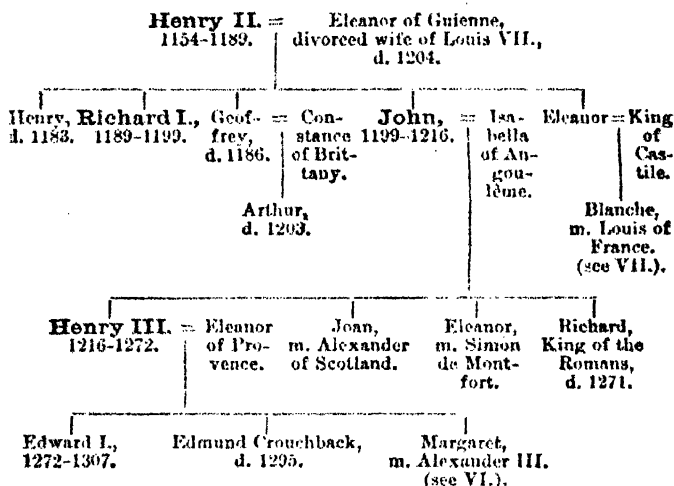 Henry II. = Eleanor of Guienne,
1154-1189. divorced wife of Louis VII.,
d. 1204.
Henry, Richard I., Geof- = Con- John, = Isa- Eleanor = King
d. 1183. 1189-1199. frey, stance 1199-1216. bella of
d. 1186. of Brit- of An- Cas-
tany. gou- tile.
lême.
Arthur, Blanche,
d. 1203. m. Louis of
France.
(see VII.).
Henry III. = Eleanor Joan, Eleanor, Richard,
1216-1272. of Pro- m. Alexander m. Simon King of the
vence. of Scotland. de Mont- Romans,
fort. d. 1271.
Edward I., Edmund Crouchback, Margaret,
1272-1307. d. 1295. m. Alexander III.
(see VI.).